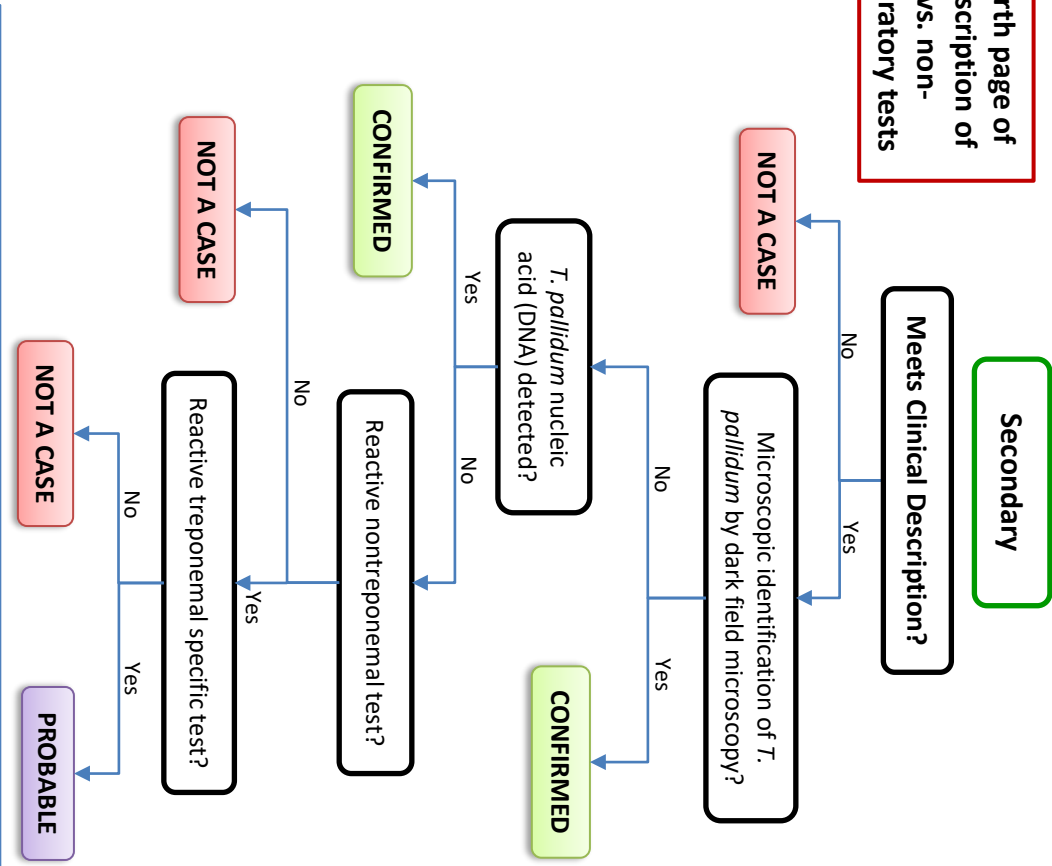 rth page of
scription of
vs. non-
ratory tests
Secondary
Meets Clinical Description?
No
Yes
NOT A CASE
Microscopic identification of T.
pallidum by dark field microscopy?
No
Yes
T. pallidum nucleic
acid (DNA) detected?
CONFIRMED
Yes
No
CONFIRMED
Reactive nontreponemal test?
No
Yes
NOT A CASE
Reactive treponemal specific test?
No
Yes
NOT A CASE
PROBABLE